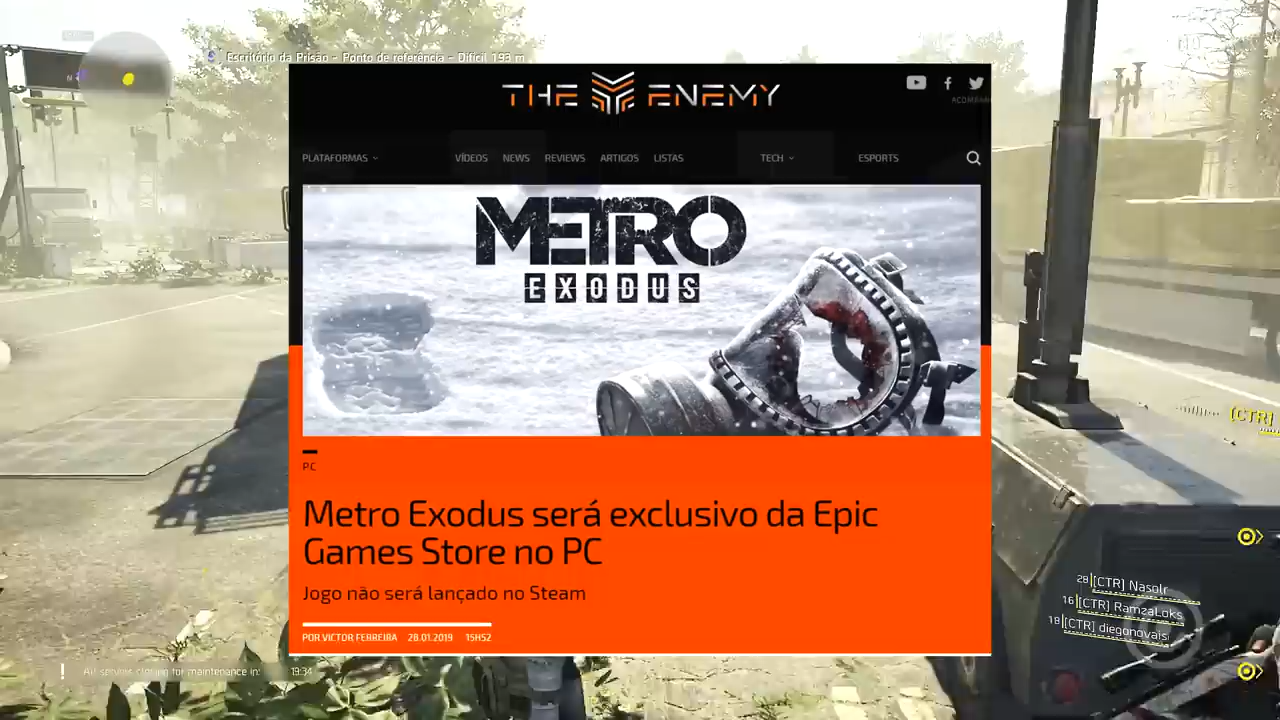 Escritório da Prisão - Ponto de referência - Difícil 193 m
N
THE ENEMY
PLATAFORMAS
VÍDEOS
NEWS
REVIEWS
ARTIGOS
LISTAS
TECH
ESPORTS
METRO
EXODUS
PC
Metro Exodus será exclusivo da Epic
Games Store no PC
Jogo não será lançado no Steam
POR VICTOR FERREIRA 28.01.2019 15H52
[CTR]
28 [CTR] Nasolr
16 [CTR] RamzaLoks
18 [CTR] diegonovais
! All servers closing for maintenance in: 19:34